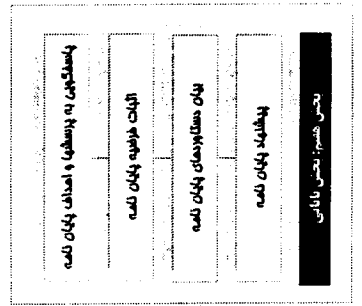 بخش هشتم: بخش پایانی
پیشنهاد پایان نامه
بیان دستاوردهای پایان نامه
اثبات فرضیه پایان نامه
پاسخگویی به پرسشها و اهداف پایان نامه